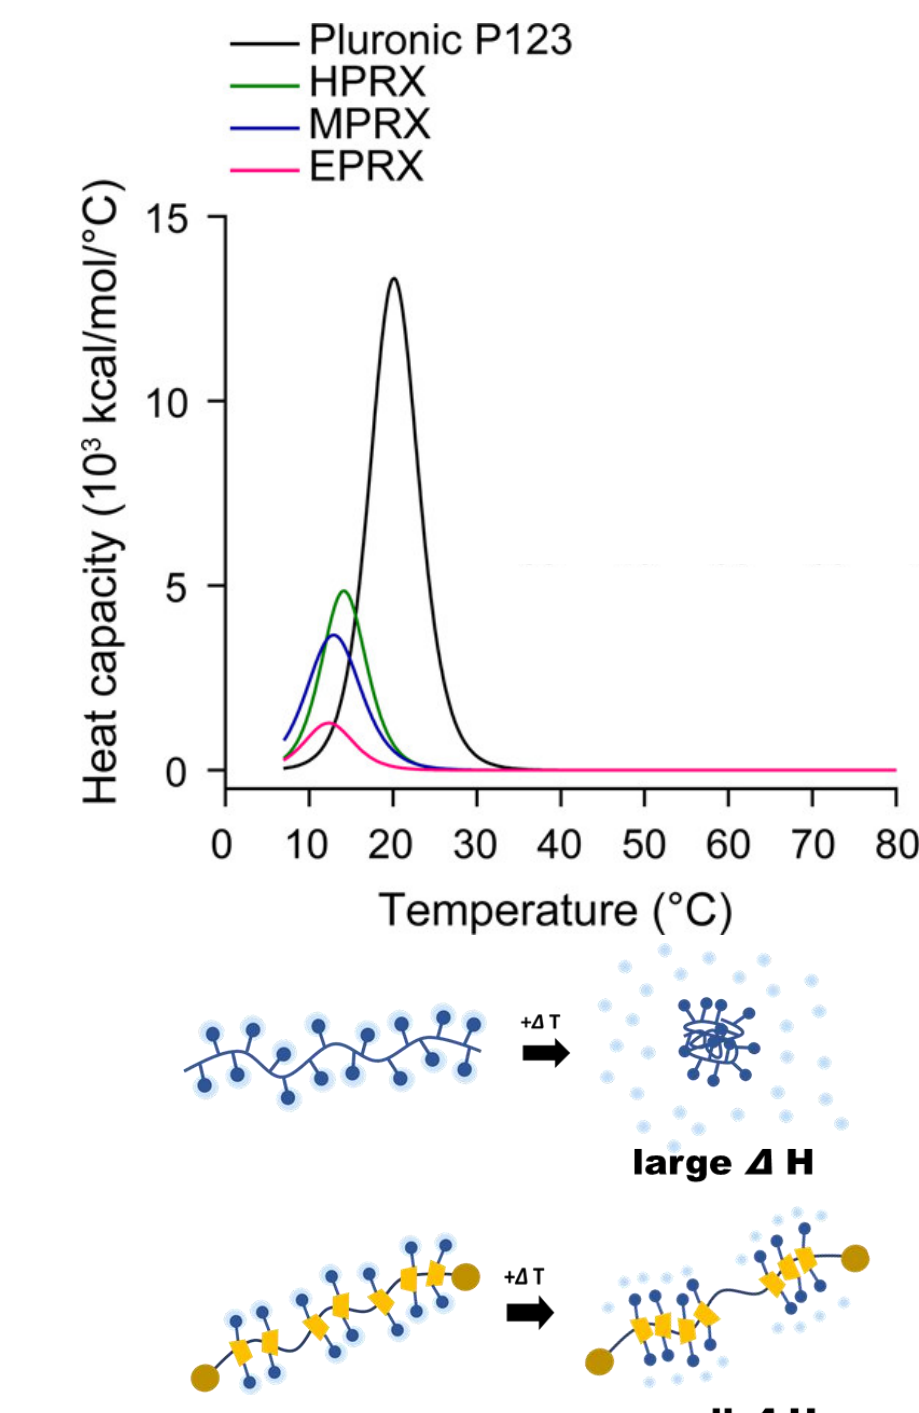 Pluronic P123
HPRX
MPRX
EPRX
Heat capacity (10³ kcal/mol/°C)
15
10
5
0
0 10 20 30 40 50 60 70 80
Temperature (°C)
+Δ T
large Δ H
+Δ T